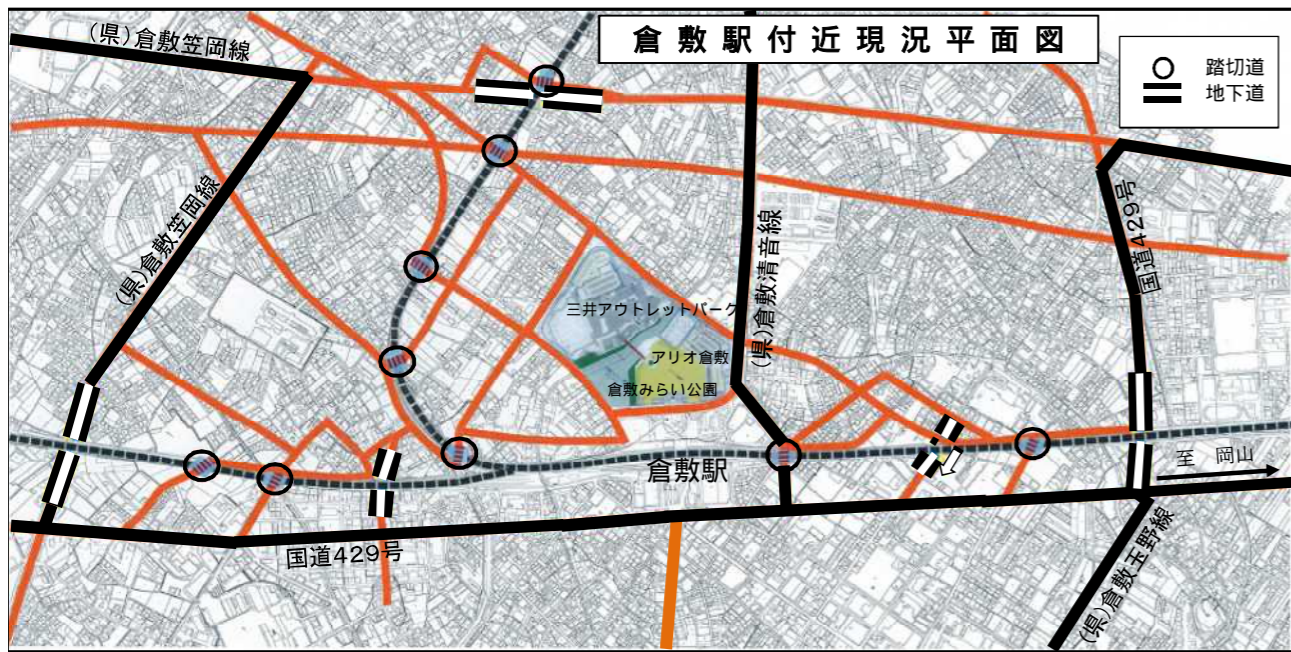 倉敷駅付近現況平面図
踏切道
地下道
(県)倉敷笠岡線
(県)倉敷笠岡線
(県)倉敷清音線
国道429号
三井アウトレットパーク
アリオ倉敷
倉敷みらい公園
倉敷駅
至 岡山
国道429号
(県)倉敷玉野線